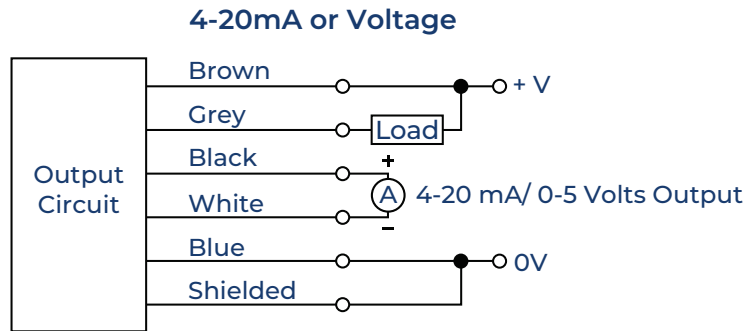 4-20mA or Voltage
Brown
+ V
Grey
Load
Black
+
Output
Circuit
A
4-20 mA/ 0-5 Volts Output
White
−
Blue
0V
Shielded